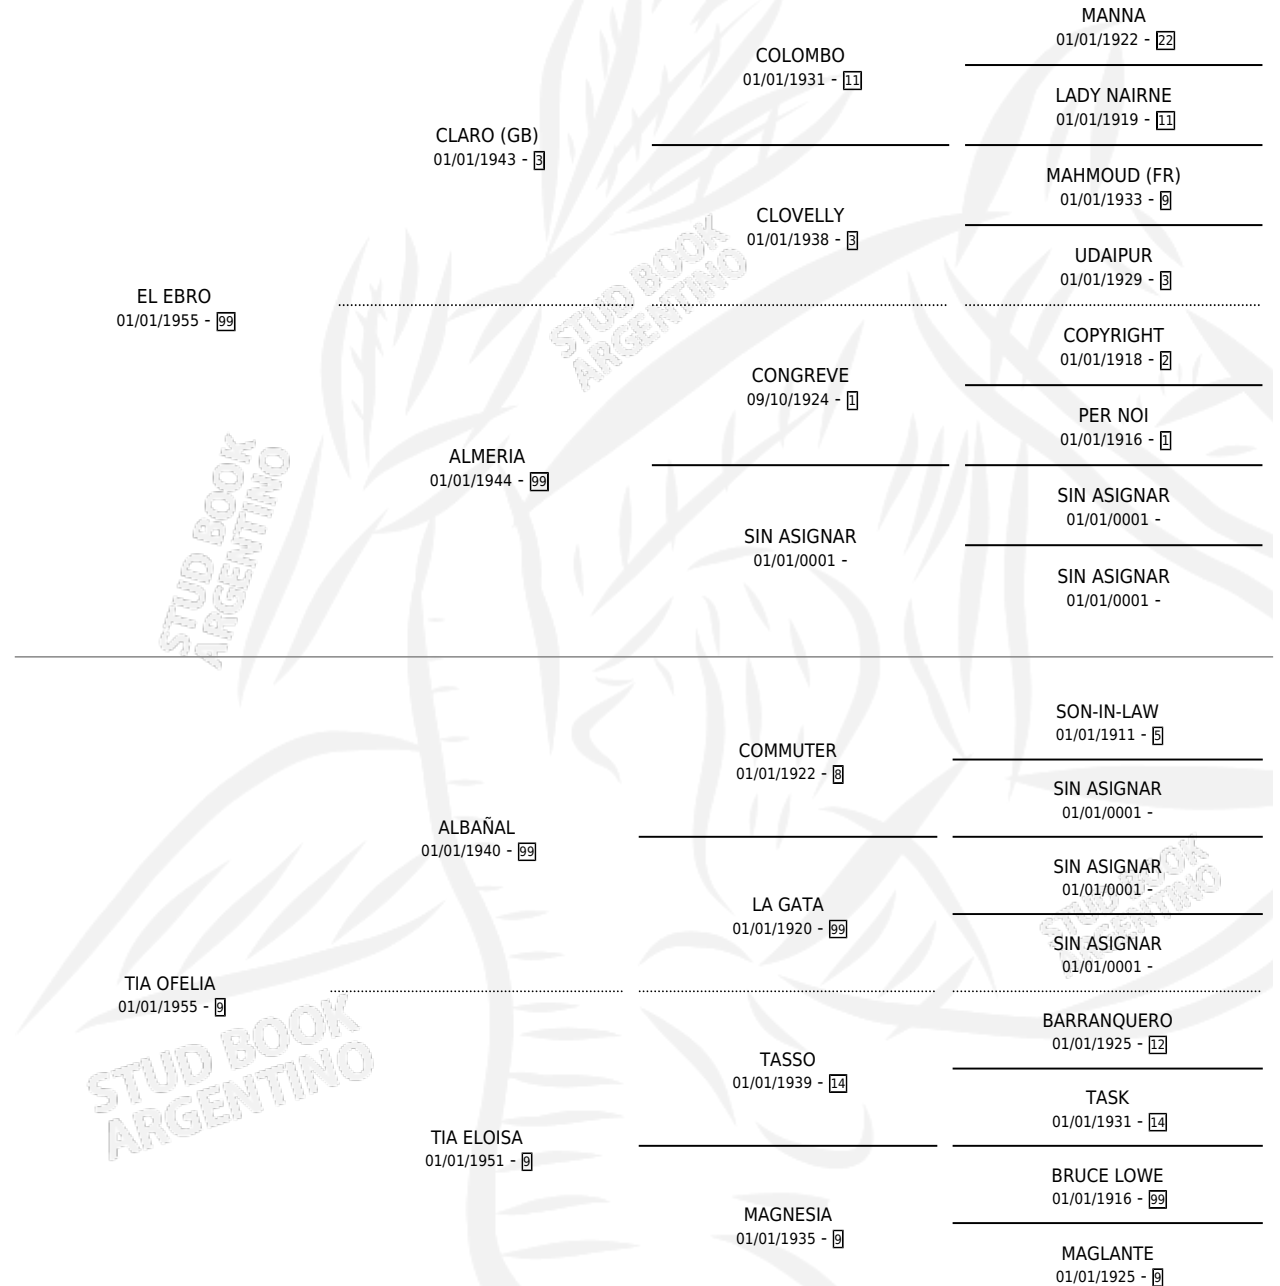 MANNA
01/01/1922 - 22
COLOMBO
01/01/1931 - 11
LADY NAIRNE
01/01/1919 - 11
CLARO (GB)
01/01/1943 - 3
MAHMOUD (FR)
01/01/1933 - 9
CLOVELLY
01/01/1938 - 3
UDAIPUR
01/01/1929 - 3
EL EBRO
01/01/1955 - 99
COPYRIGHT
01/01/1918 - 2
CONGREVE
09/10/1924 - 1
PER NOI
01/01/1916 - 1
ALMERIA
01/01/1944 - 99
SIN ASIGNAR
01/01/0001 -
SIN ASIGNAR
01/01/0001 -
SIN ASIGNAR
01/01/0001 -
STUD BOOK
ARGENTINO
STUD BOOK
ARGENTINO
SON-IN-LAW
01/01/1911 - 5
COMMUTER
01/01/1922 - 8
SIN ASIGNAR
01/01/0001 -
ALBAÑAL
01/01/1940 - 99
SIN ASIGNAR
01/01/0001 -
LA GATA
01/01/1920 - 99
SIN ASIGNAR
01/01/0001 -
TIA OFELIA
01/01/1955 - 9
BARRANQUERO
01/01/1925 - 12
TASSO
01/01/1939 - 14
TASK
01/01/1931 - 14
TIA ELOISA
01/01/1951 - 9
BRUCE LOWE
01/01/1916 - 99
MAGNESIA
01/01/1935 - 9
MAGLANTE
01/01/1925 - 9
STUD BOOK
ARGENTINO
STUD BOOK
ARGENTINO